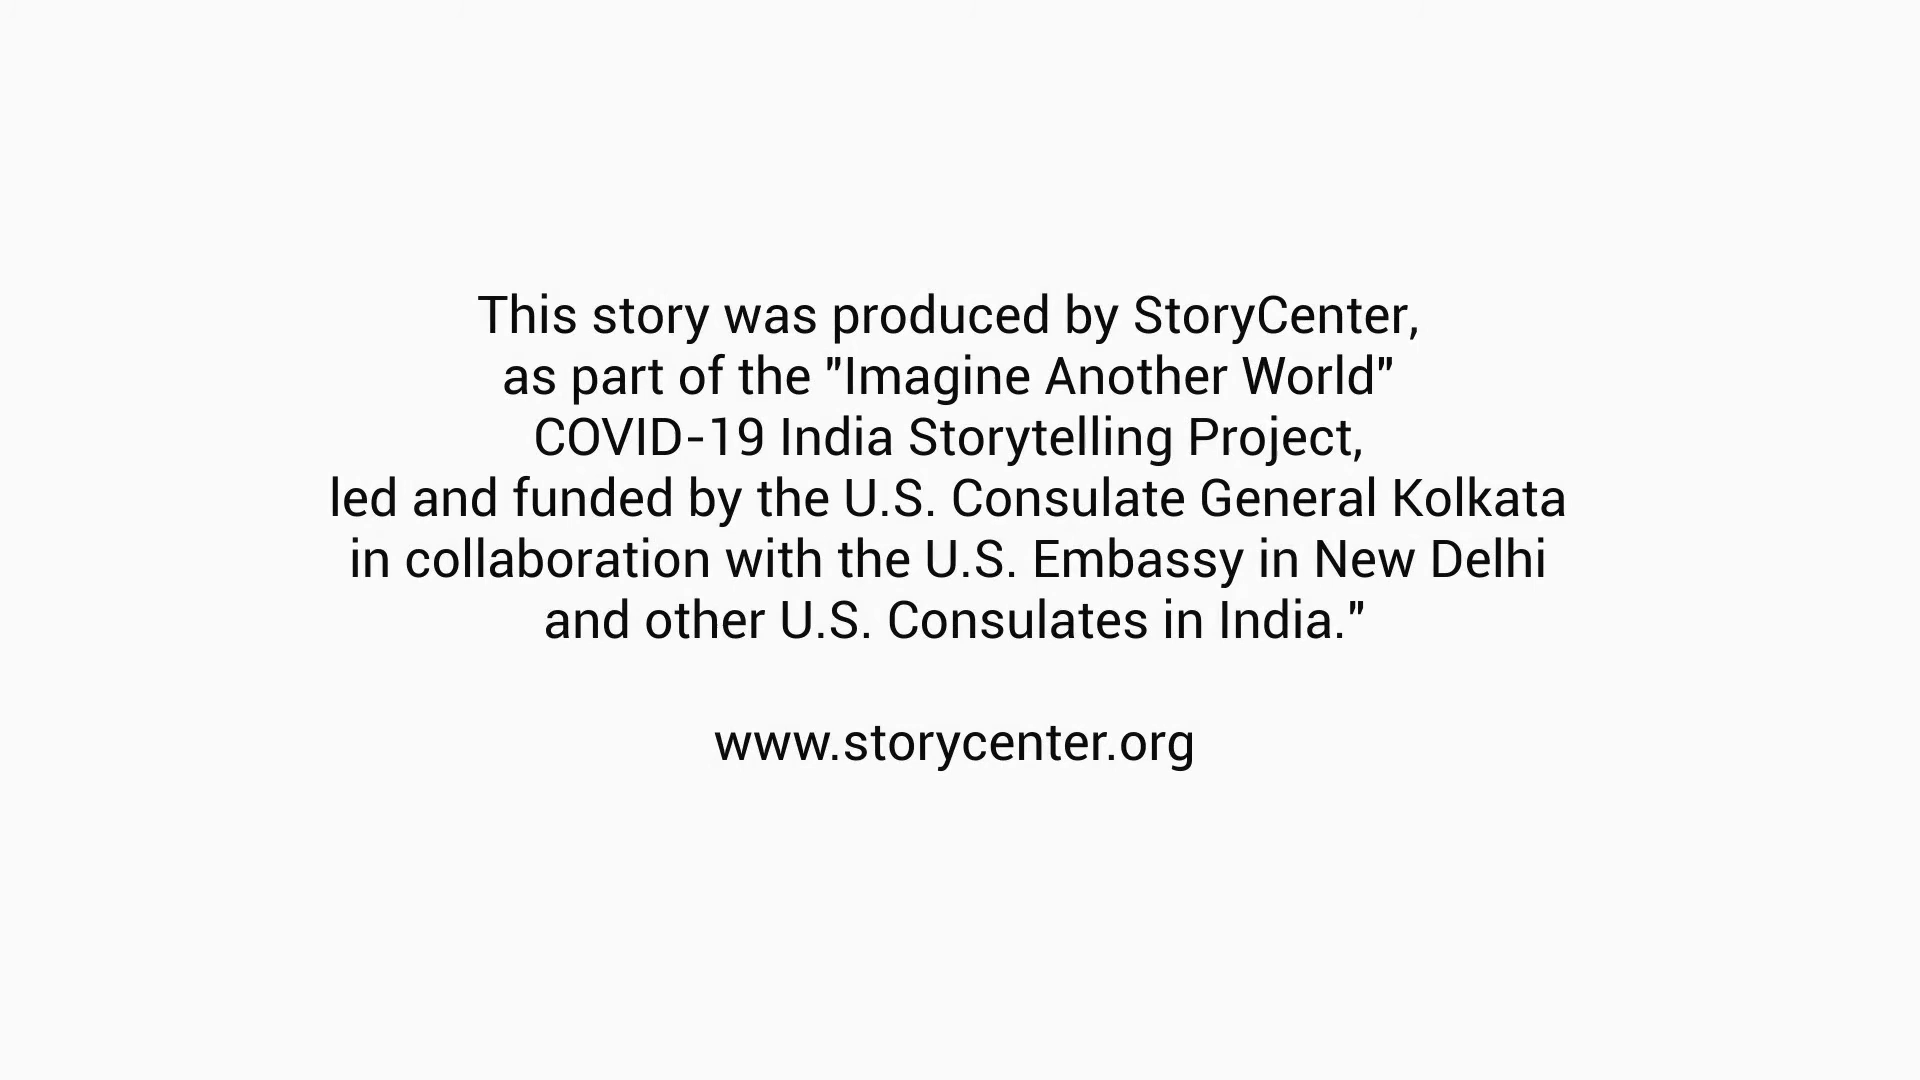 This story was produced by StoryCenter,
as part of the "Imagine Another World"
COVID-19 India Storytelling Project,
led and funded by the U.S. Consulate General Kolkata
in collaboration with the U.S. Embassy in New Delhi
and other U.S. Consulates in India."
www.storycenter.org